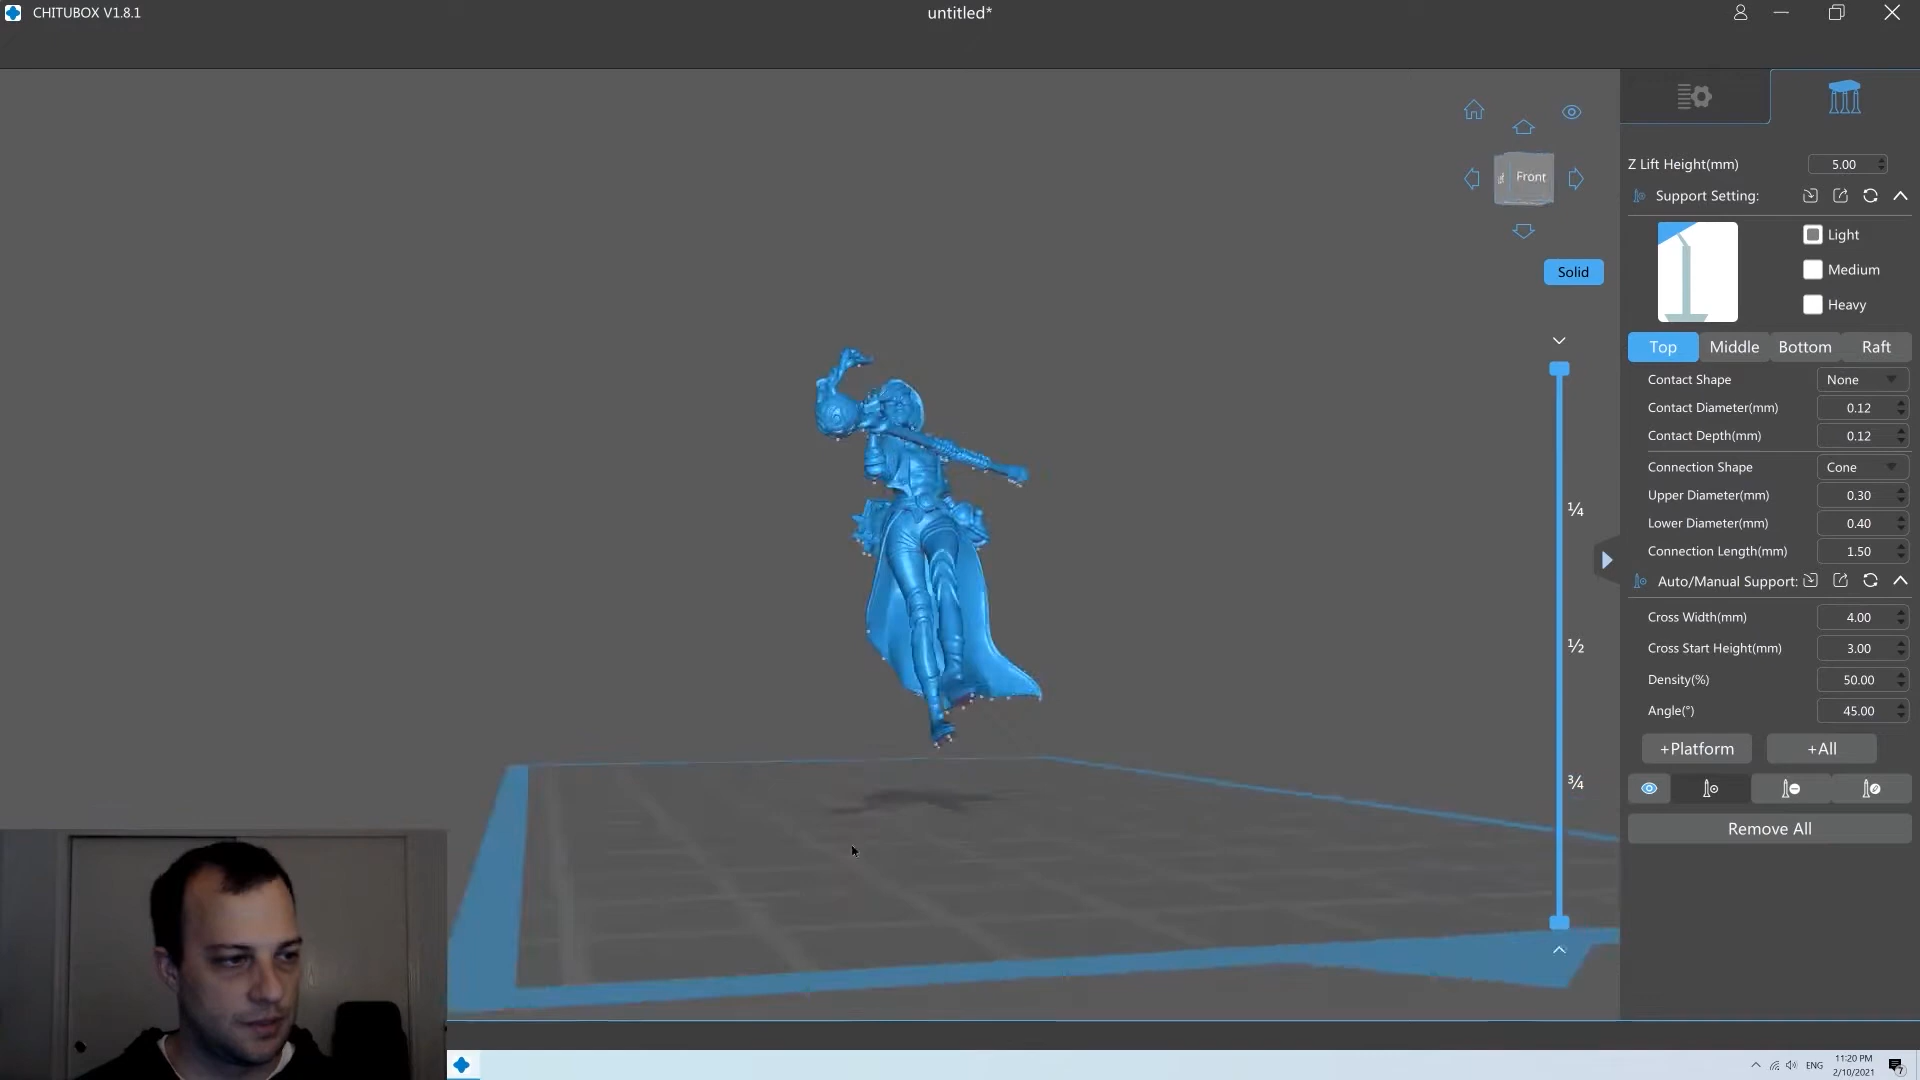 CHITUBOX V1.8.1
untitled*
Z Lift Height(mm) 5.00
Support Setting:
Light
Medium
Heavy
Top Middle Bottom Raft
Contact Shape None
Contact Diameter(mm) 0.12
Contact Depth(mm) 0.12
Connection Shape Cone
Upper Diameter(mm) 0.30
Lower Diameter(mm) 0.40
Connection Length(mm) 1.50
Auto/Manual Support:
Cross Width(mm) 4.00
Cross Start Height(mm) 3.00
Density(%) 50.00
Angle(°) 45.00
+Platform +All
Remove All
Front
Solid
¼
½
¾
ENG
11:20 PM
2/10/2021
7